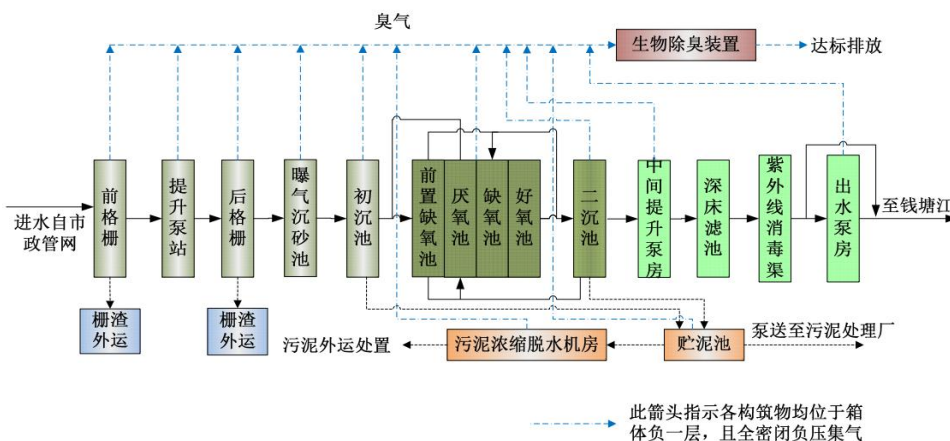 臭气
生物除臭装置
达标排放
进水自市
政管网
前格栅
提升泵站
后格栅
曝气沉砂池
初沉池
前置缺氧池
厌氧池
缺氧池
好氧池
二沉池
中间提升泵房
深床滤池
紫外线消毒渠
出水泵房
至钱塘江
栅渣
外运
栅渣
外运
污泥外运处置
污泥浓缩脱水机房
贮泥池
泵送至污泥处理厂
此箭头指示各构筑物均位于箱
体负一层，且全密闭负压集气